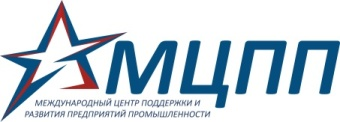 МЦПП
МЕЖДУНАРОДНЫЙ ЦЕНТР ПОДДЕРЖКИ И
РАЗВИТИЯ ПРЕДПРИЯТИЙ ПРОМЫШЛЕННОСТИ